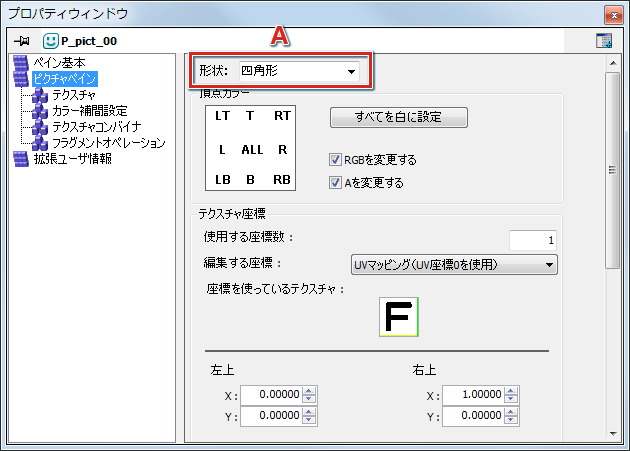 プロパティウィンドウ
P_pict_00
A
ペイン基本
ピクチャペイン
テクスチャ
カラー補間設定
テクスチャコンバイナ
フラグメントオペレーション
拡張ユーザ情報
形状: 四角形
頂点カラー
LT T RT
L ALL R
LB B RB
すべてを白に設定
RGBを変更する
Aを変更する
テクスチャ座標
使用する座標数： 1
編集する座標： UVマッピング(UV座標0を使用)
座標を使っているテクスチャ：
F
左上 右上
X： 0.00000 X： 1.00000
Y： 0.00000 Y： 0.00000